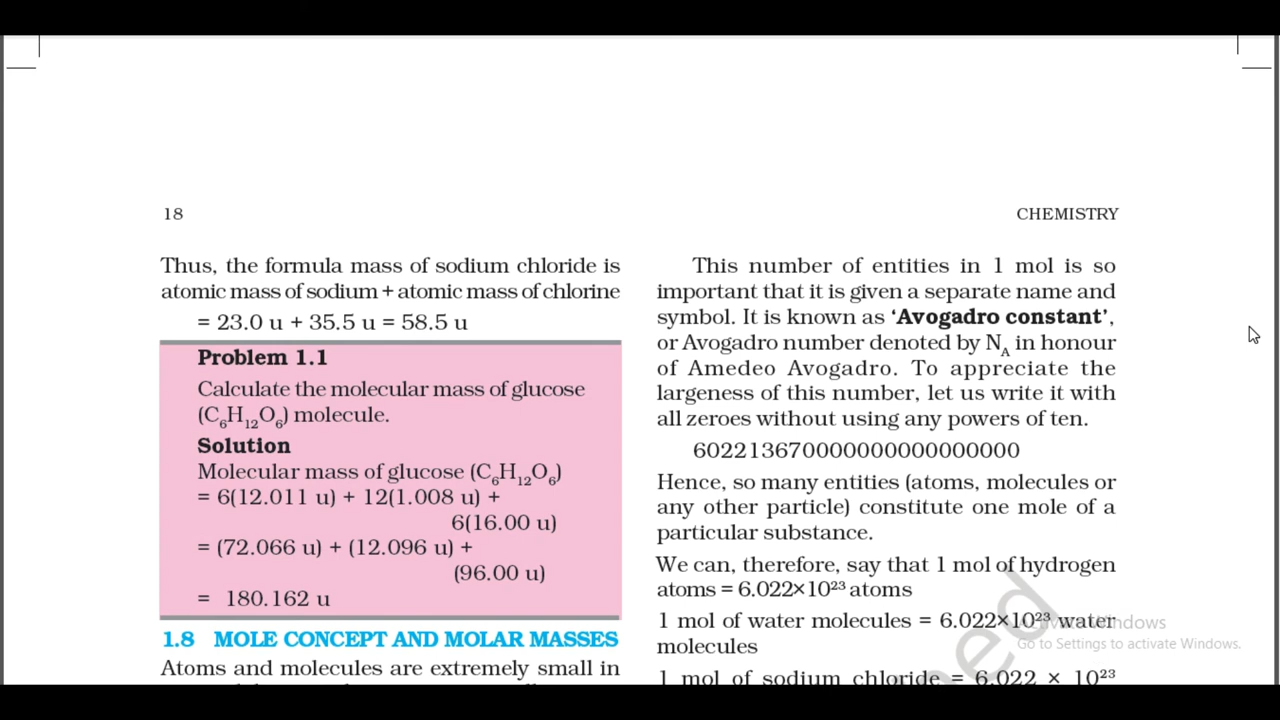 18
CHEMISTRY
Thus, the formula mass of sodium chloride is
atomic mass of sodium + atomic mass of chlorine
= 23.0 u + 35.5 u = 58.5 u
Problem 1.1
Calculate the molecular mass of glucose
(C₆H₁₂O₆) molecule.
Solution
Molecular mass of glucose (C₆H₁₂O₆)
= 6(12.011 u) + 12(1.008 u) +
6(16.00 u)
= (72.066 u) + (12.096 u) +
(96.00 u)
= 180.162 u
1.8 MOLE CONCEPT AND MOLAR MASSES
Atoms and molecules are extremely small in
This number of entities in 1 mol is so
important that it is given a separate name and
symbol. It is known as ‘Avogadro constant’,
or Avogadro number denoted by N_A in honour
of Amedeo Avogadro. To appreciate the
largeness of this number, let us write it with
all zeroes without using any powers of ten.
602213670000000000000000
Hence, so many entities (atoms, molecules or
any other particle) constitute one mole of a
particular substance.
We can, therefore, say that 1 mol of hydrogen
atoms = 6.022×10²³ atoms
1 mol of water molecules = 6.022×10²³ water
molecules
1 mol of sodium chloride = 6.022 × 10²³
Activate Windows
Go to Settings to activate Windows.